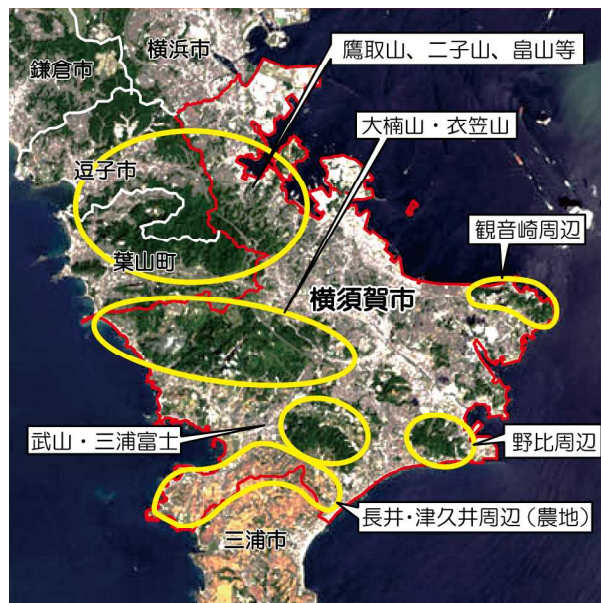 横浜市
鷹取山、二子山、畠山等
鎌倉市
大楠山・衣笠山
逗子市
観音崎周辺
葉山町
横須賀市
武山・三浦富士
野比周辺
長井・津久井周辺（農地）
三浦市